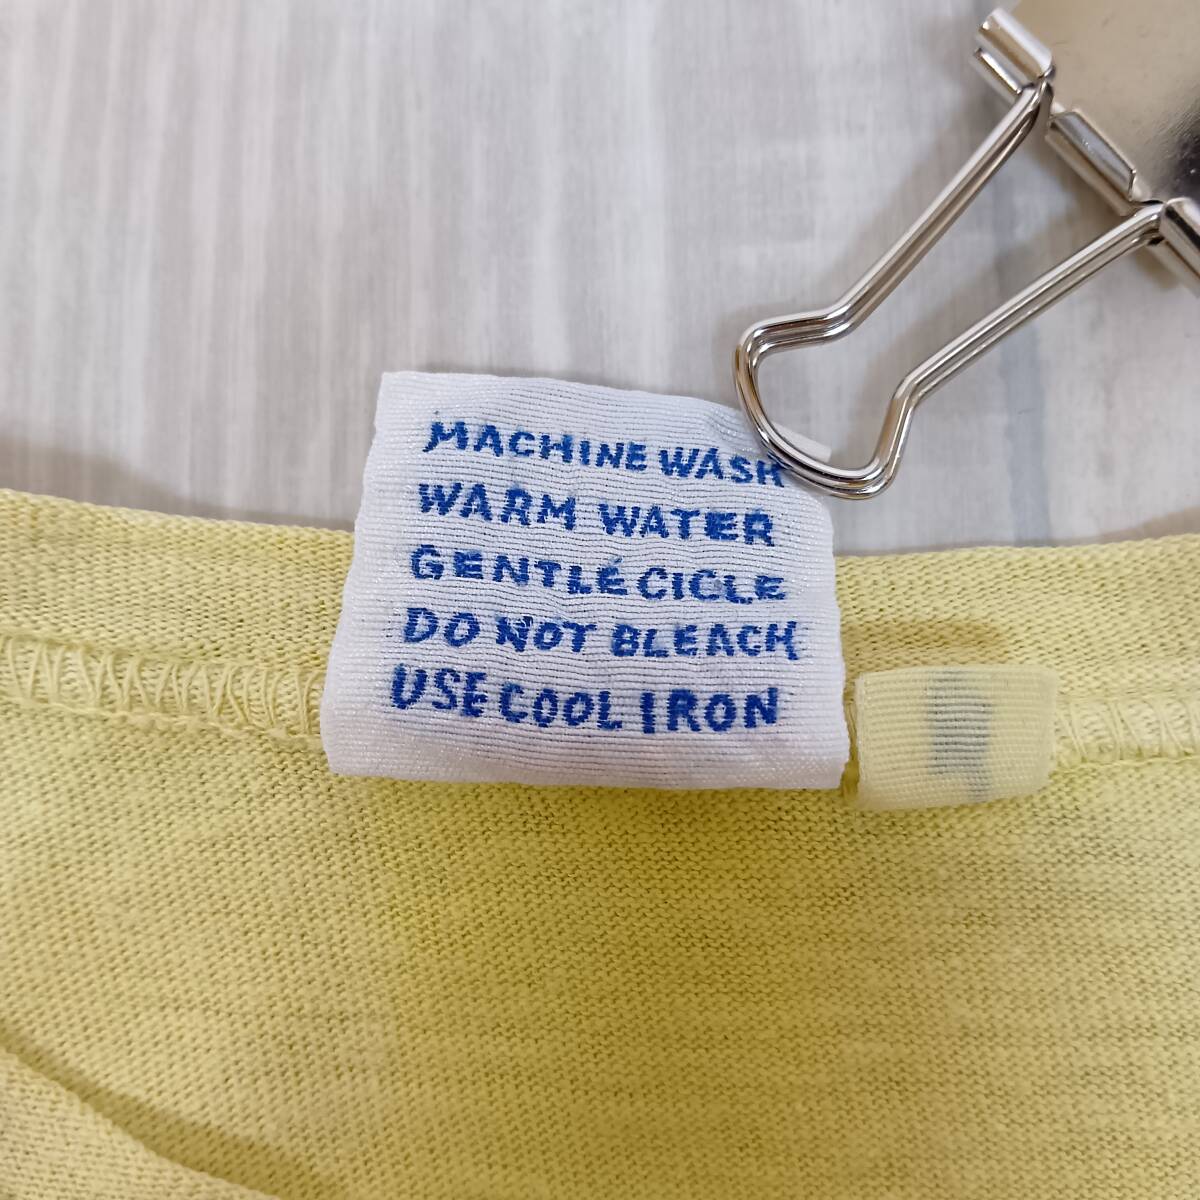 MACHINE WASH
WARM WATER
GENTLÉ CICLE
DO NOT BLEACH
USE COOL IRON